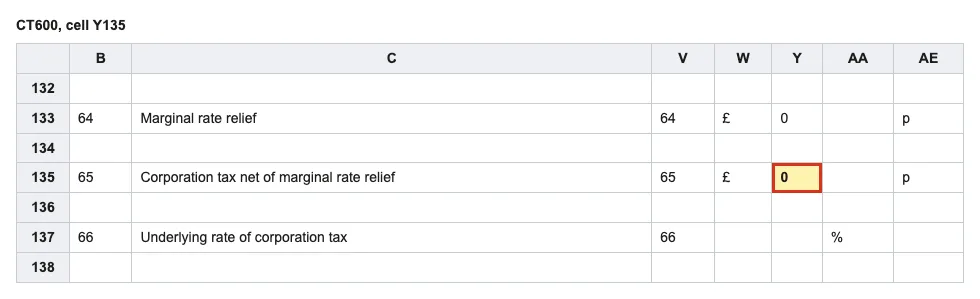 CT600, cell Y135
B C V W Y AA AE
132
133 64 Marginal rate relief 64 £ 0 p
134
135 65 Corporation tax net of marginal rate relief 65 £ 0 p
136
137 66 Underlying rate of corporation tax 66 %
138